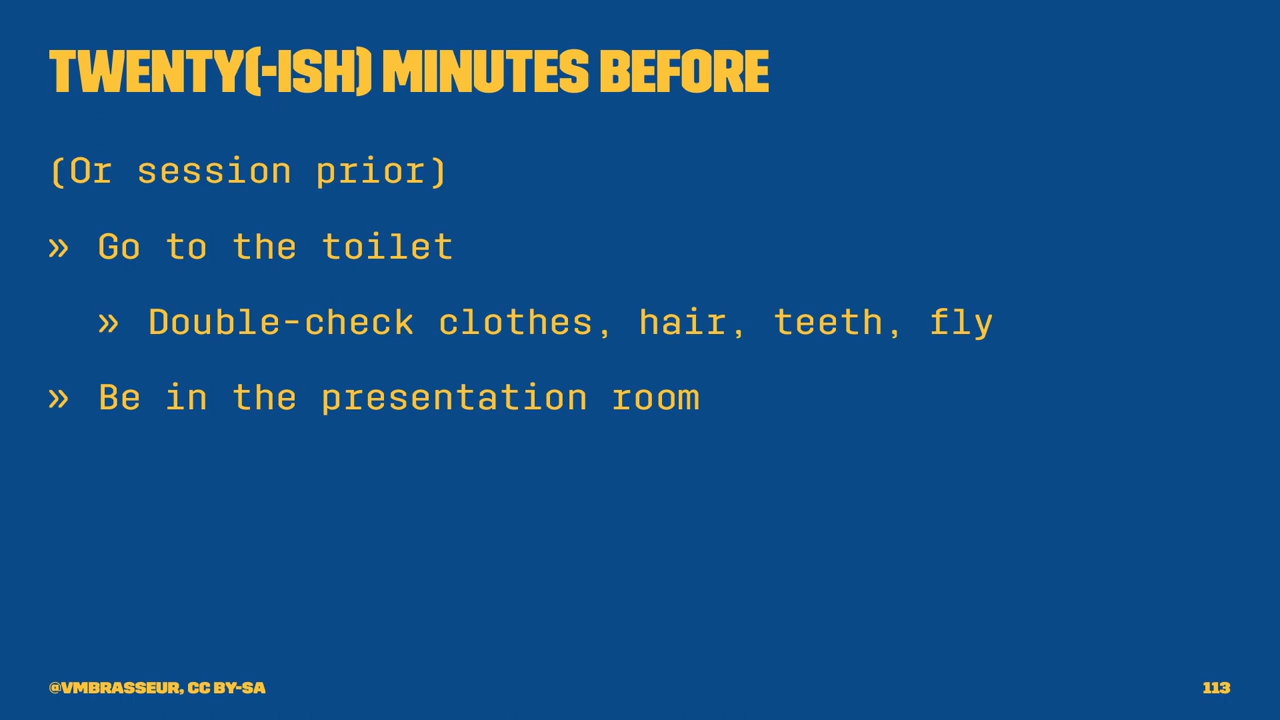 TWENTY(-ISH) MINUTES BEFORE
(Or session prior)
» Go to the toilet
» Double-check clothes, hair, teeth, fly
» Be in the presentation room
@VMBRASSEUR, CC BY-SA
113